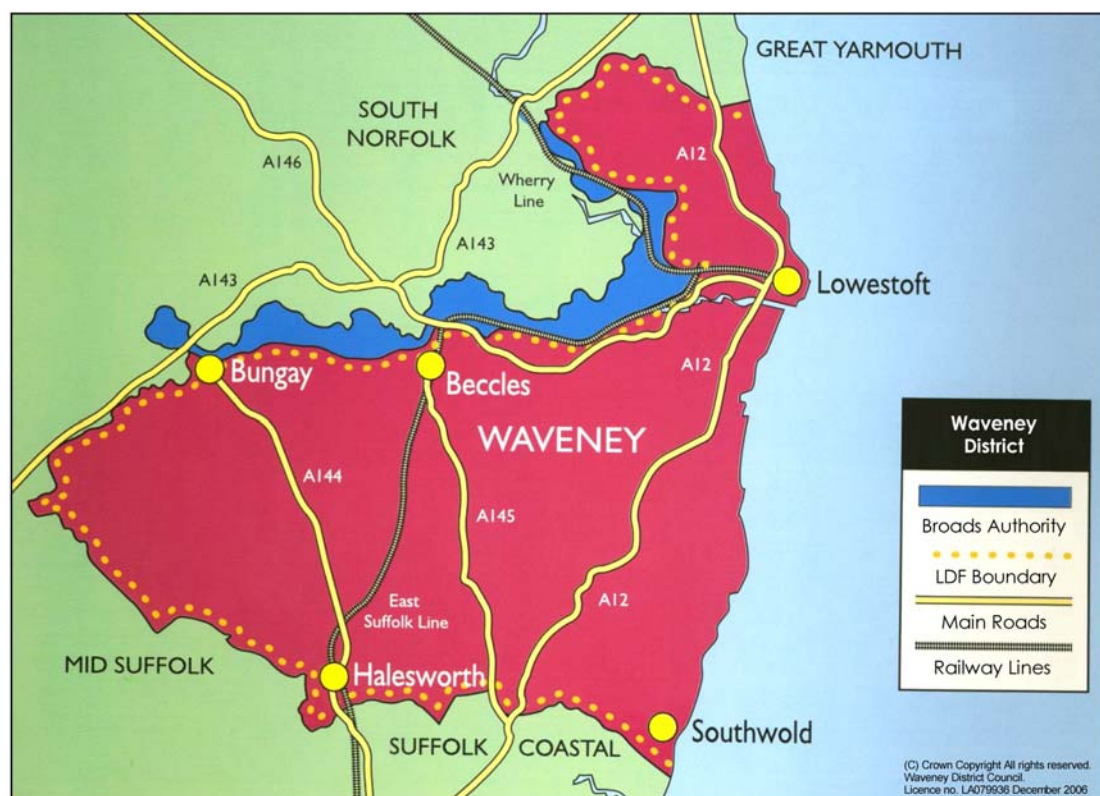 GREAT YARMOUTH
SOUTH
NORFOLK
A146
A12
Wherry
Line
A143
A143
Lowestoft
Bungay
Beccles
A12
WAVENEY
A144
A145
East
Suffolk Line
A12
MID SUFFOLK
Halesworth
Southwold
SUFFOLK
COASTAL
Waveney
District
Broads Authority
LDF Boundary
Main Roads
Railway Lines
(C) Crown Copyright All rights reserved.
Waveney District Council.
Licence no. LA079936 December 2006